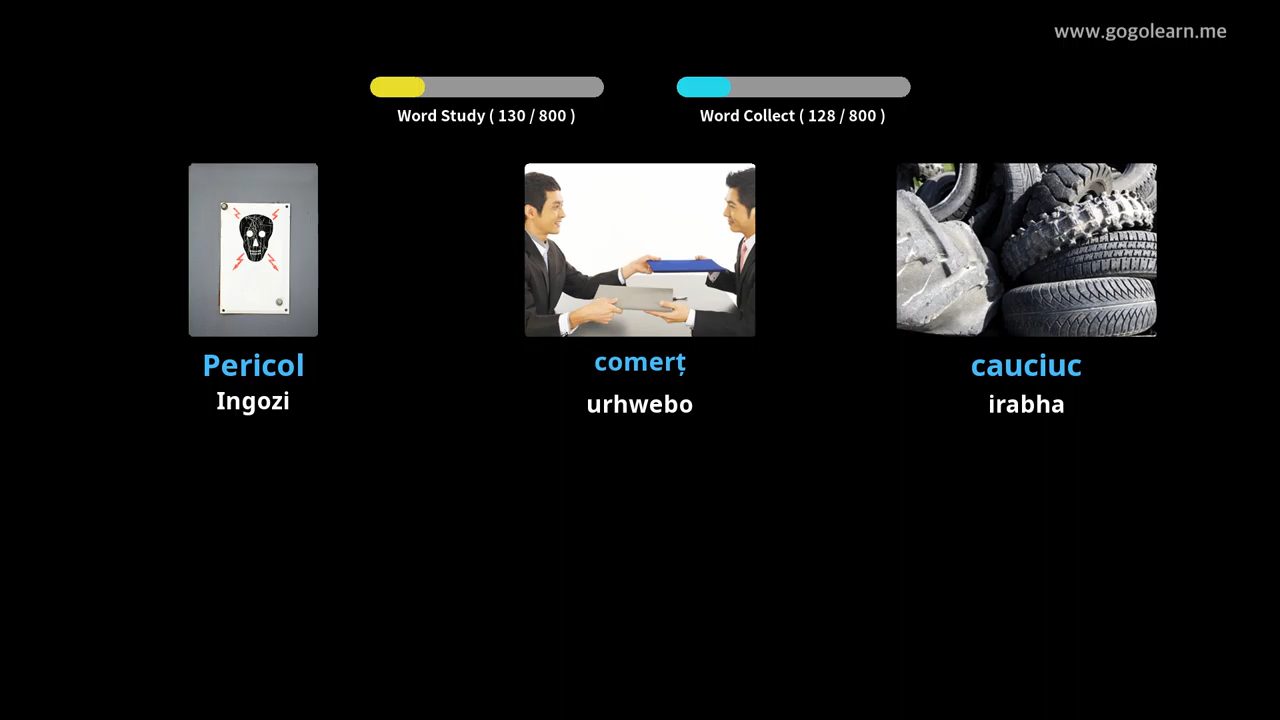 www.gogolearn.me
Word Study ( 130 / 800 )
Word Collect ( 128 / 800 )
Pericol
Ingozi
comerț
urhwebo
cauciuc
irabha